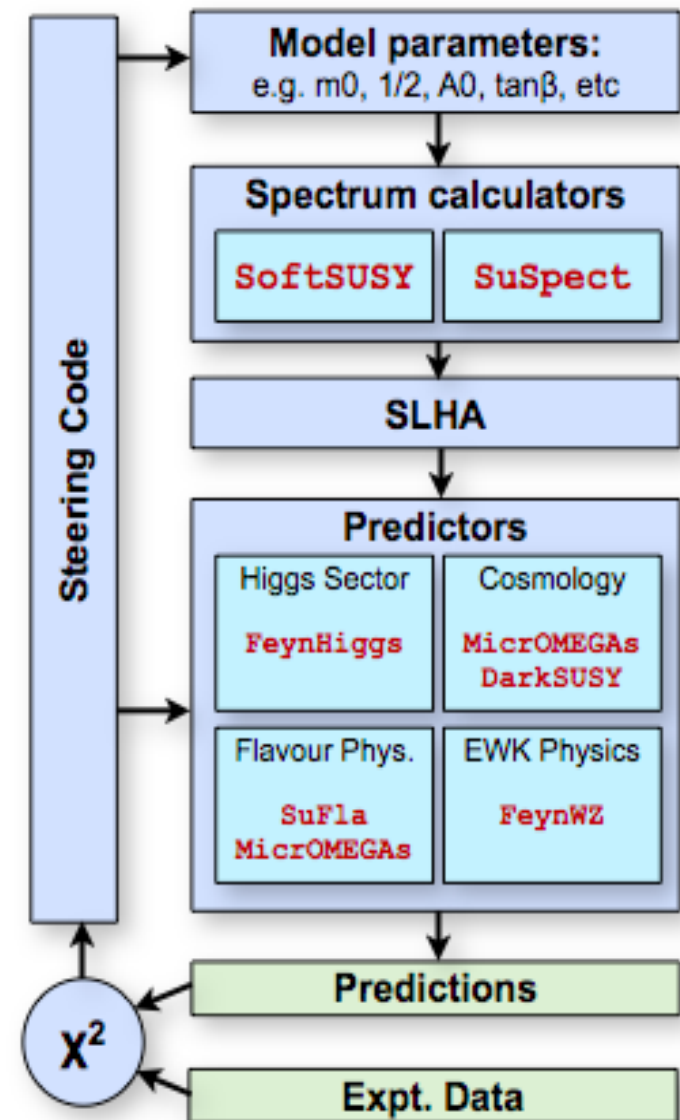 Steering Code
Model parameters:
e.g. m0, 1/2, A0, tanβ, etc
Spectrum calculators
SoftSUSY
SuSpect
SLHA
Predictors
Higgs Sector
FeynHiggs
Cosmology
MicrOMEGAs
DarkSUSY
Flavour Phys.
SuFla
MicrOMEGAs
EWK Physics
FeynWZ
Predictions
χ²
Expt. Data